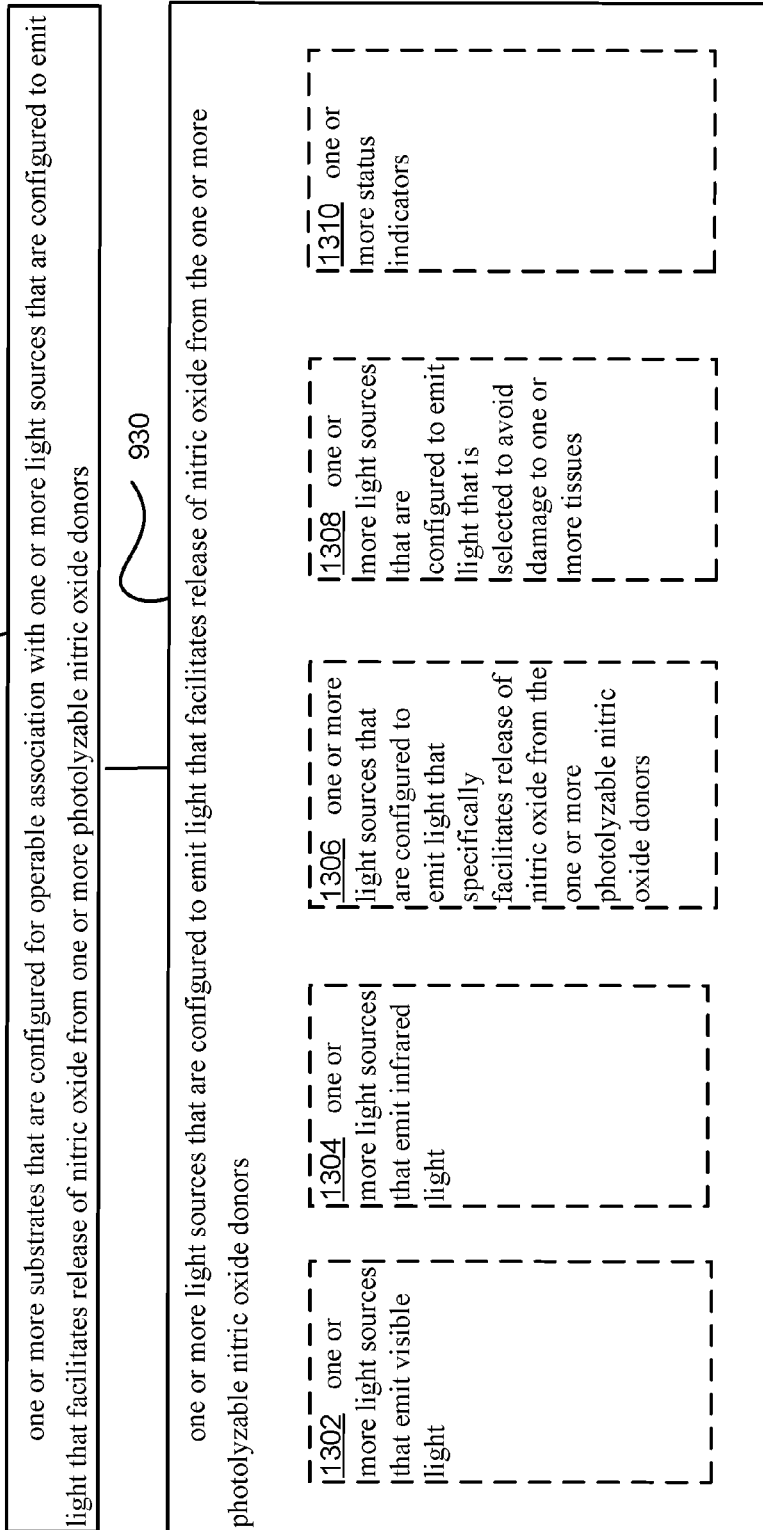 one or more substrates that are configured for operable association with one or more light sources that are configured to emit
light that facilitates release of nitric oxide from one or more photolyzable nitric oxide donors
930
one or more light sources that are configured to emit light that facilitates release of nitric oxide from the one or more
photolyzable nitric oxide donors
1302 one or
more light sources
that emit visible
light
1304 one or
more light sources
that emit infrared
light
1306 one or more
light sources that
are configured to
emit light that
specifically
facilitates release of
nitric oxide from the
one or more
photolyzable nitric
oxide donors
1308 one or
more light sources
that are
configured to emit
light that is
selected to avoid
damage to one or
more tissues
1310 one or
more status
indicators